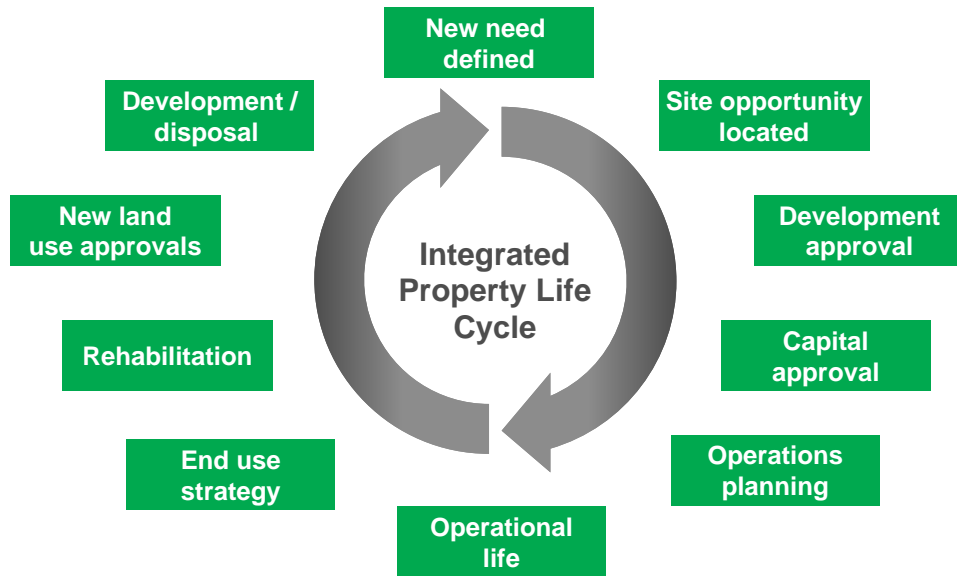 New need
defined
Site opportunity
located
Development
approval
Capital
approval
Operations
planning
Operational
life
End use
strategy
Rehabilitation
New land
use approvals
Development /
disposal
Integrated
Property Life
Cycle